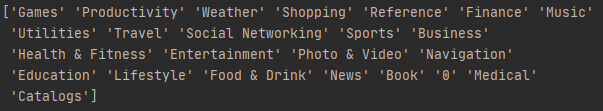 ['Games' 'Productivity' 'Weather' 'Shopping' 'Reference' 'Finance' 'Music'
'Utilities' 'Travel' 'Social Networking' 'Sports' 'Business'
'Health & Fitness' 'Entertainment' 'Photo & Video' 'Navigation'
'Education' 'Lifestyle' 'Food & Drink' 'News' 'Book' '0' 'Medical'
'Catalogs']